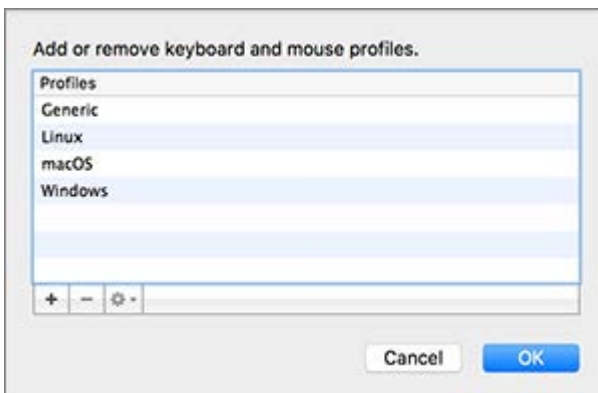 Add or remove keyboard and mouse profiles.
Profiles
Generic
Linux
macOS
Windows
+ −
Cancel OK